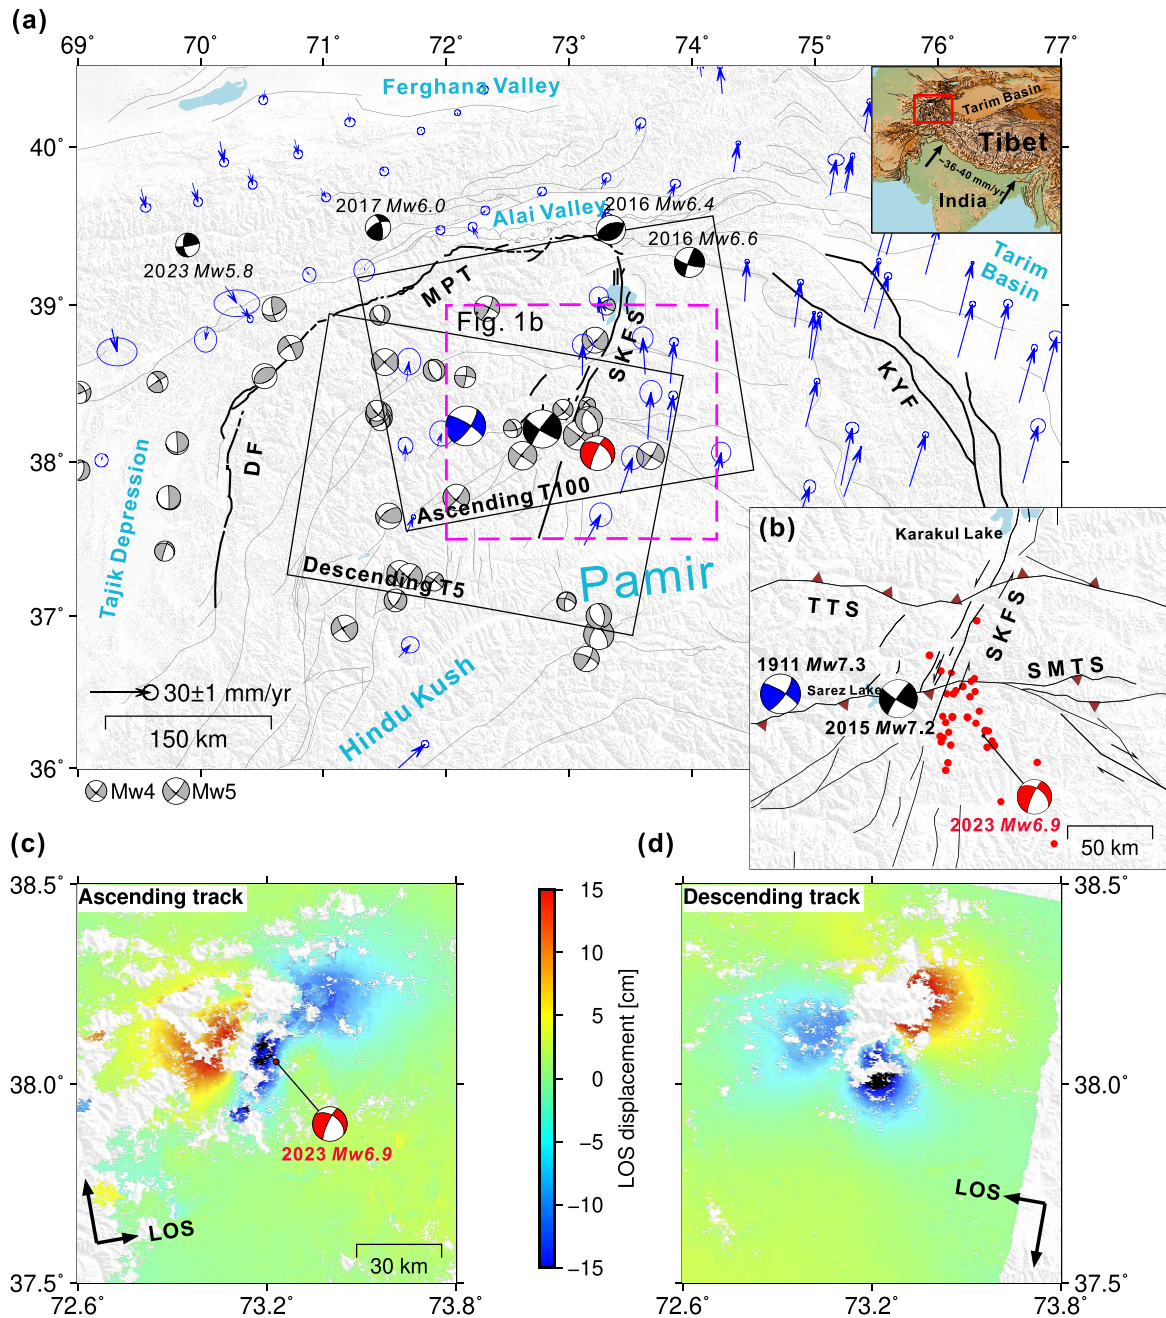 (a)
69° 70° 71° 72° 73° 74° 75° 76° 77°
Ferghana Valley
Tarim Basin
Tibet
~36-40 mm/yr
India
40°
2017 Mw6.0
2016 Mw6.4
Alai Valley
2016 Mw6.6
2023 Mw5.8
Tarim
Basin
MPT
39°
Fig. 1b
SKFS
KYF
DF
38°
Ascending T100
Tajik Depression
Descending T5
Pamir
37°
Hindu Kush
30±1 mm/yr
150 km
36°
Mw4 Mw5
(b)
Karakul Lake
TTS
SKFS
SMTS
1911 Mw7.3
Sarez Lake
2015 Mw7.2
2023 Mw6.9
50 km
(c)
38.5°
Ascending track
38.0°
2023 Mw6.9
LOS
30 km
37.5°
72.6° 73.2° 73.8°
15
10
5
0
−5
−10
−15
LOS displacement [cm]
(d)
38.5°
Descending track
38.0°
LOS
37.5°
72.6° 73.2° 73.8°